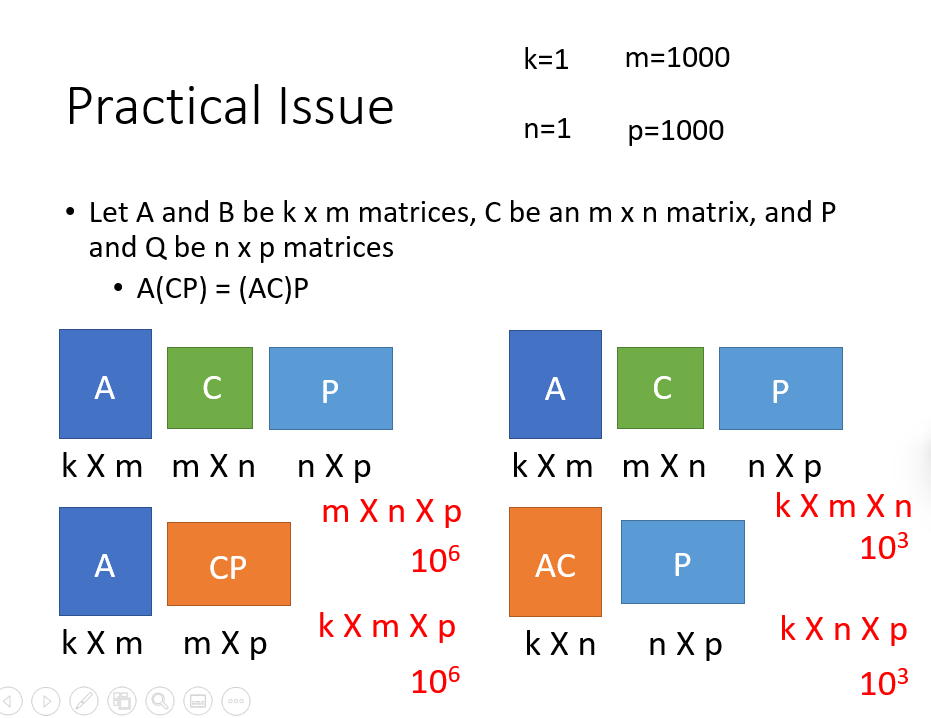 k=1 m=1000
Practical Issue
n=1 p=1000
• Let A and B be k x m matrices, C be an m x n matrix, and P
and Q be n x p matrices
• A(CP) = (AC)P
A C P
k X m m X n n X p
m X n X p
10⁶
A CP
k X m m X p
k X m X p
10⁶
A C P
k X m m X n n X p
k X m X n
10³
AC P
k X n n X p
k X n X p
10³